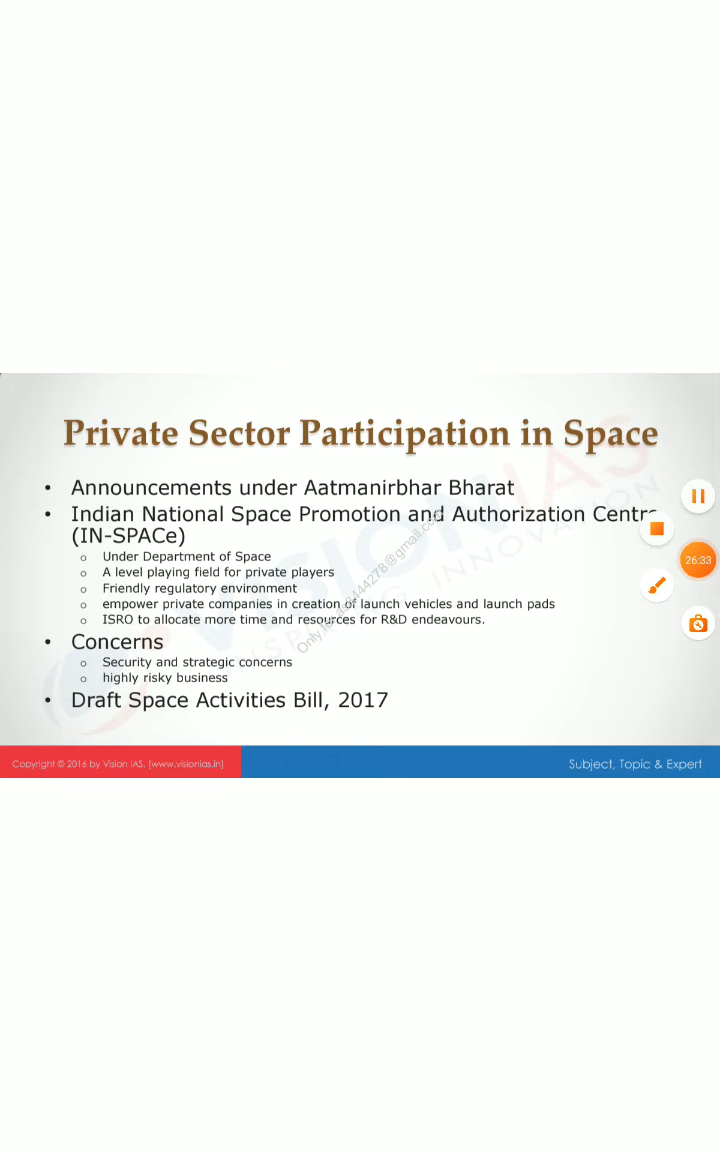 Private Sector Participation in Space
• Announcements under Aatmanirbhar Bharat
• Indian National Space Promotion and Authorization Centre
(IN-SPACe)
o Under Department of Space
o A level playing field for private players
o Friendly regulatory environment
o empower private companies in creation of launch vehicles and launch pads
o ISRO to allocate more time and resources for R&D endeavours.
• Concerns
o Security and strategic concerns
o highly risky business
• Draft Space Activities Bill, 2017
26:33
VISIONIAS
INNOVATION
Copyright © 2016 by Vision IAS. [www.visionias.in]
Subject, Topic & Expert